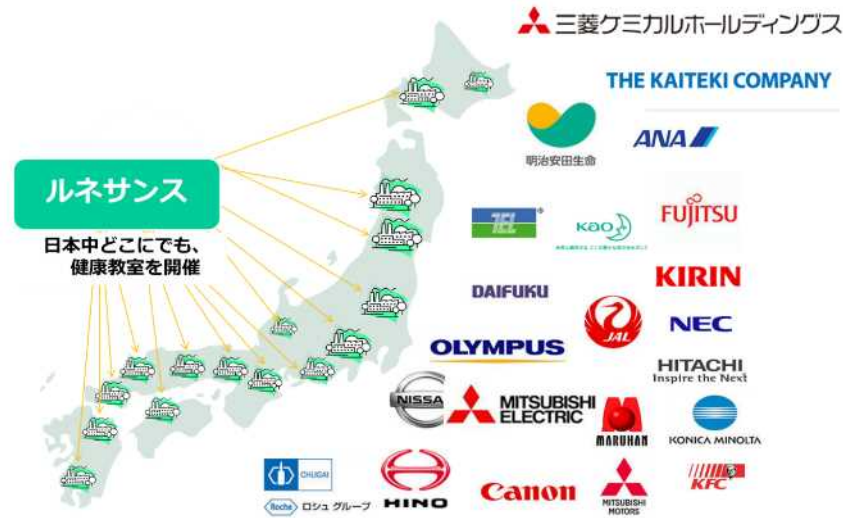 三菱ケミカルホールディングス
THE KAITEKI COMPANY
明治安田生命
ANA
ルネサンス
日本中どこにでも、
健康教室を開催
TEL
Kao
FUJITSU
DAIFUKU
JAL
KIRIN
NEC
OLYMPUS
HITACHI
Inspire the Next
NISSA
MITSUBISHI
ELECTRIC
MARUHAN
KONICA MINOLTA
CHUGAI
Roche ロシュ グループ
HINO
Canon
MITSUBISHI
MOTORS
KFC